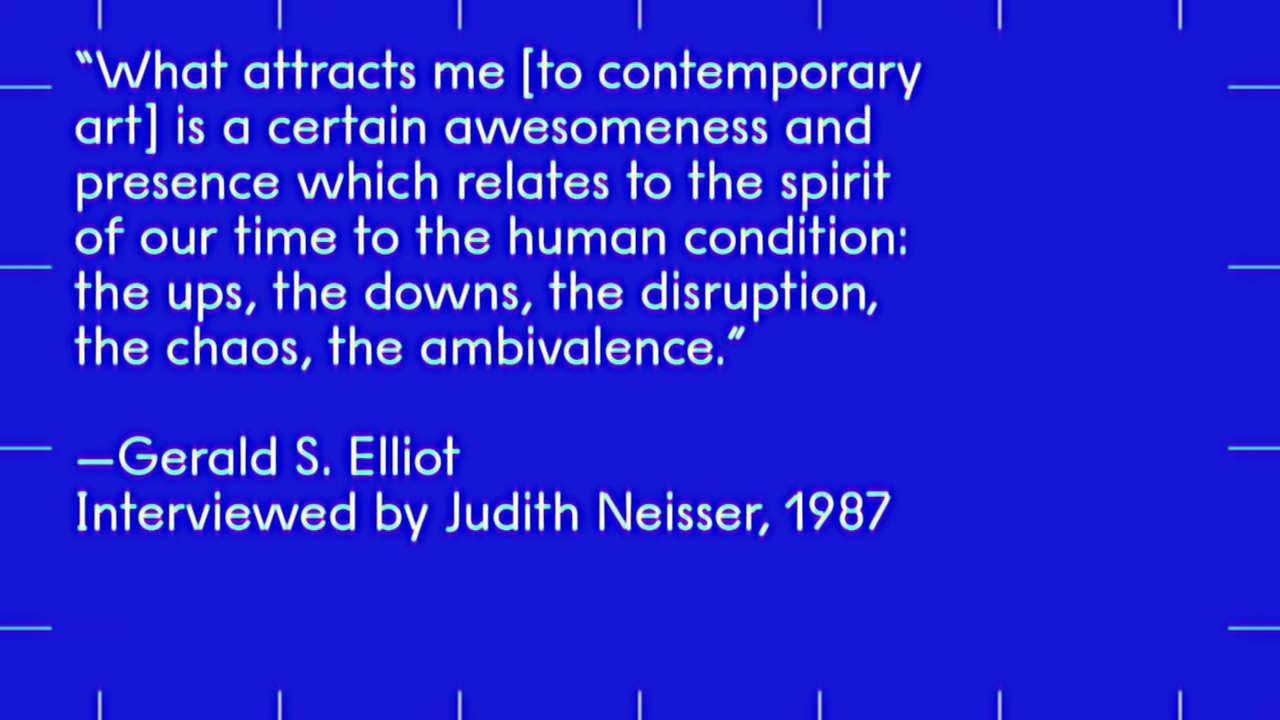 “What attracts me [to contemporary
art] is a certain awesomeness and
presence which relates to the spirit
of our time to the human condition:
the ups, the downs, the disruption,
the chaos, the ambivalence.”
—Gerald S. Elliot
Interviewed by Judith Neisser, 1987